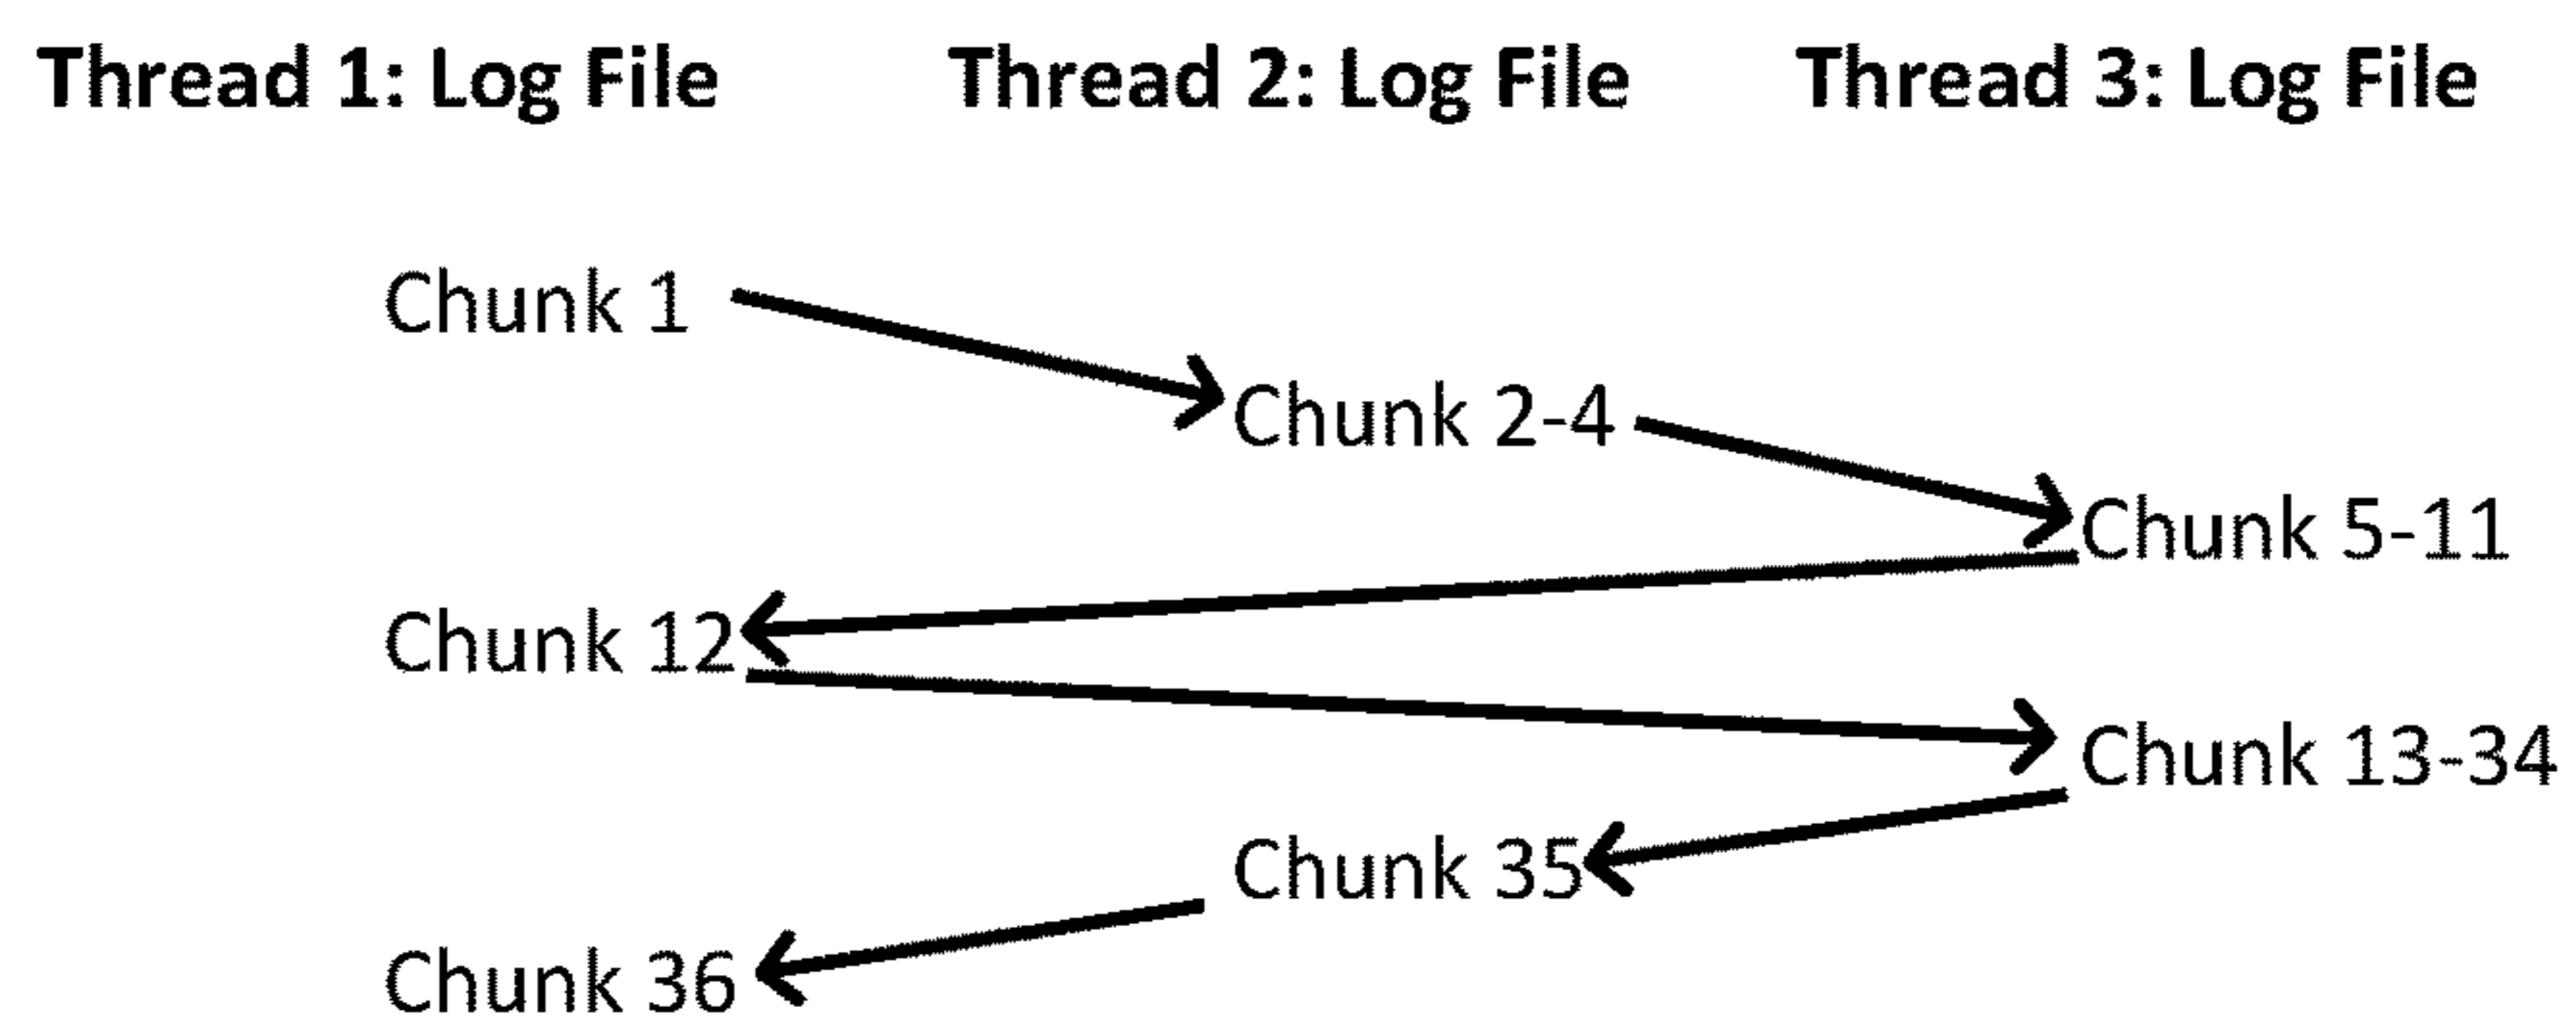 Thread 1: Log File Thread 2: Log File Thread 3: Log File
Chunk 1
Chunk 2-4
Chunk 5-11
Chunk 12
Chunk 13-34
Chunk 35
Chunk 36